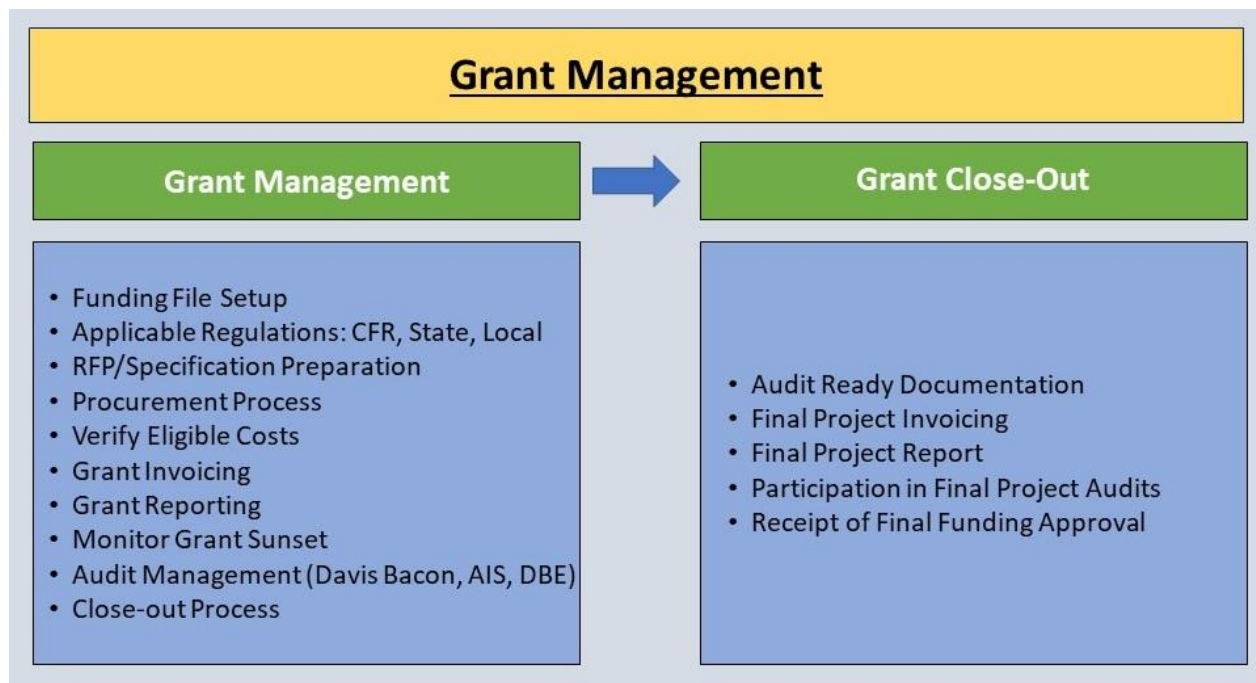 Grant Management
Grant Management
Grant Close-Out
• Funding File Setup
• Applicable Regulations: CFR, State, Local
• RFP/Specification Preparation
• Procurement Process
• Verify Eligible Costs
• Grant Invoicing
• Grant Reporting
• Monitor Grant Sunset
• Audit Management (Davis Bacon, AIS, DBE)
• Close-out Process
• Audit Ready Documentation
• Final Project Invoicing
• Final Project Report
• Participation in Final Project Audits
• Receipt of Final Funding Approval